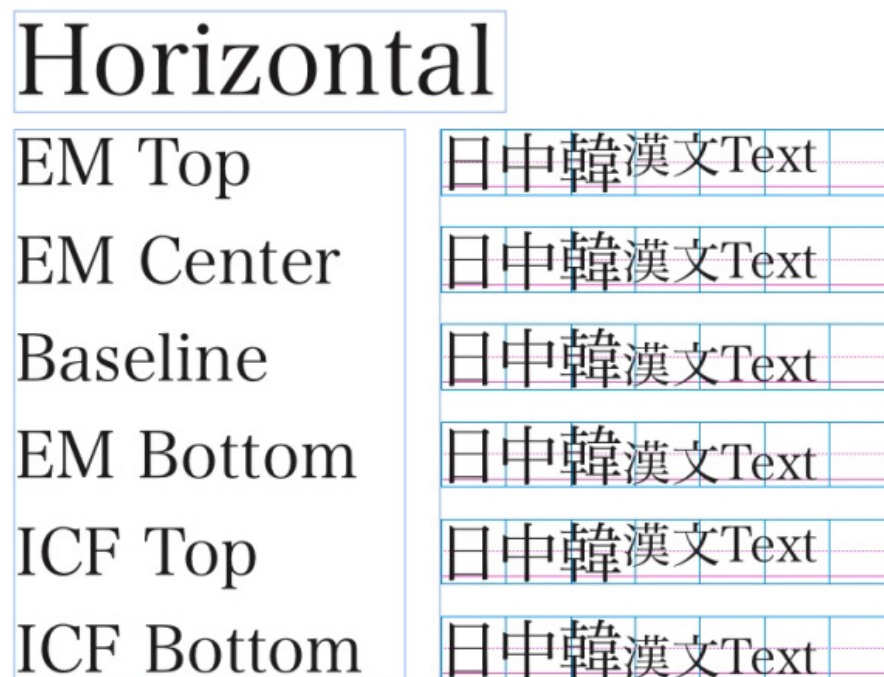 Horizontal
EM Top 日中韓漢文Text
EM Center 日中韓漢文Text
Baseline 日中韓漢文Text
EM Bottom 日中韓漢文Text
ICF Top 日中韓漢文Text
ICF Bottom 日中韓漢文Text